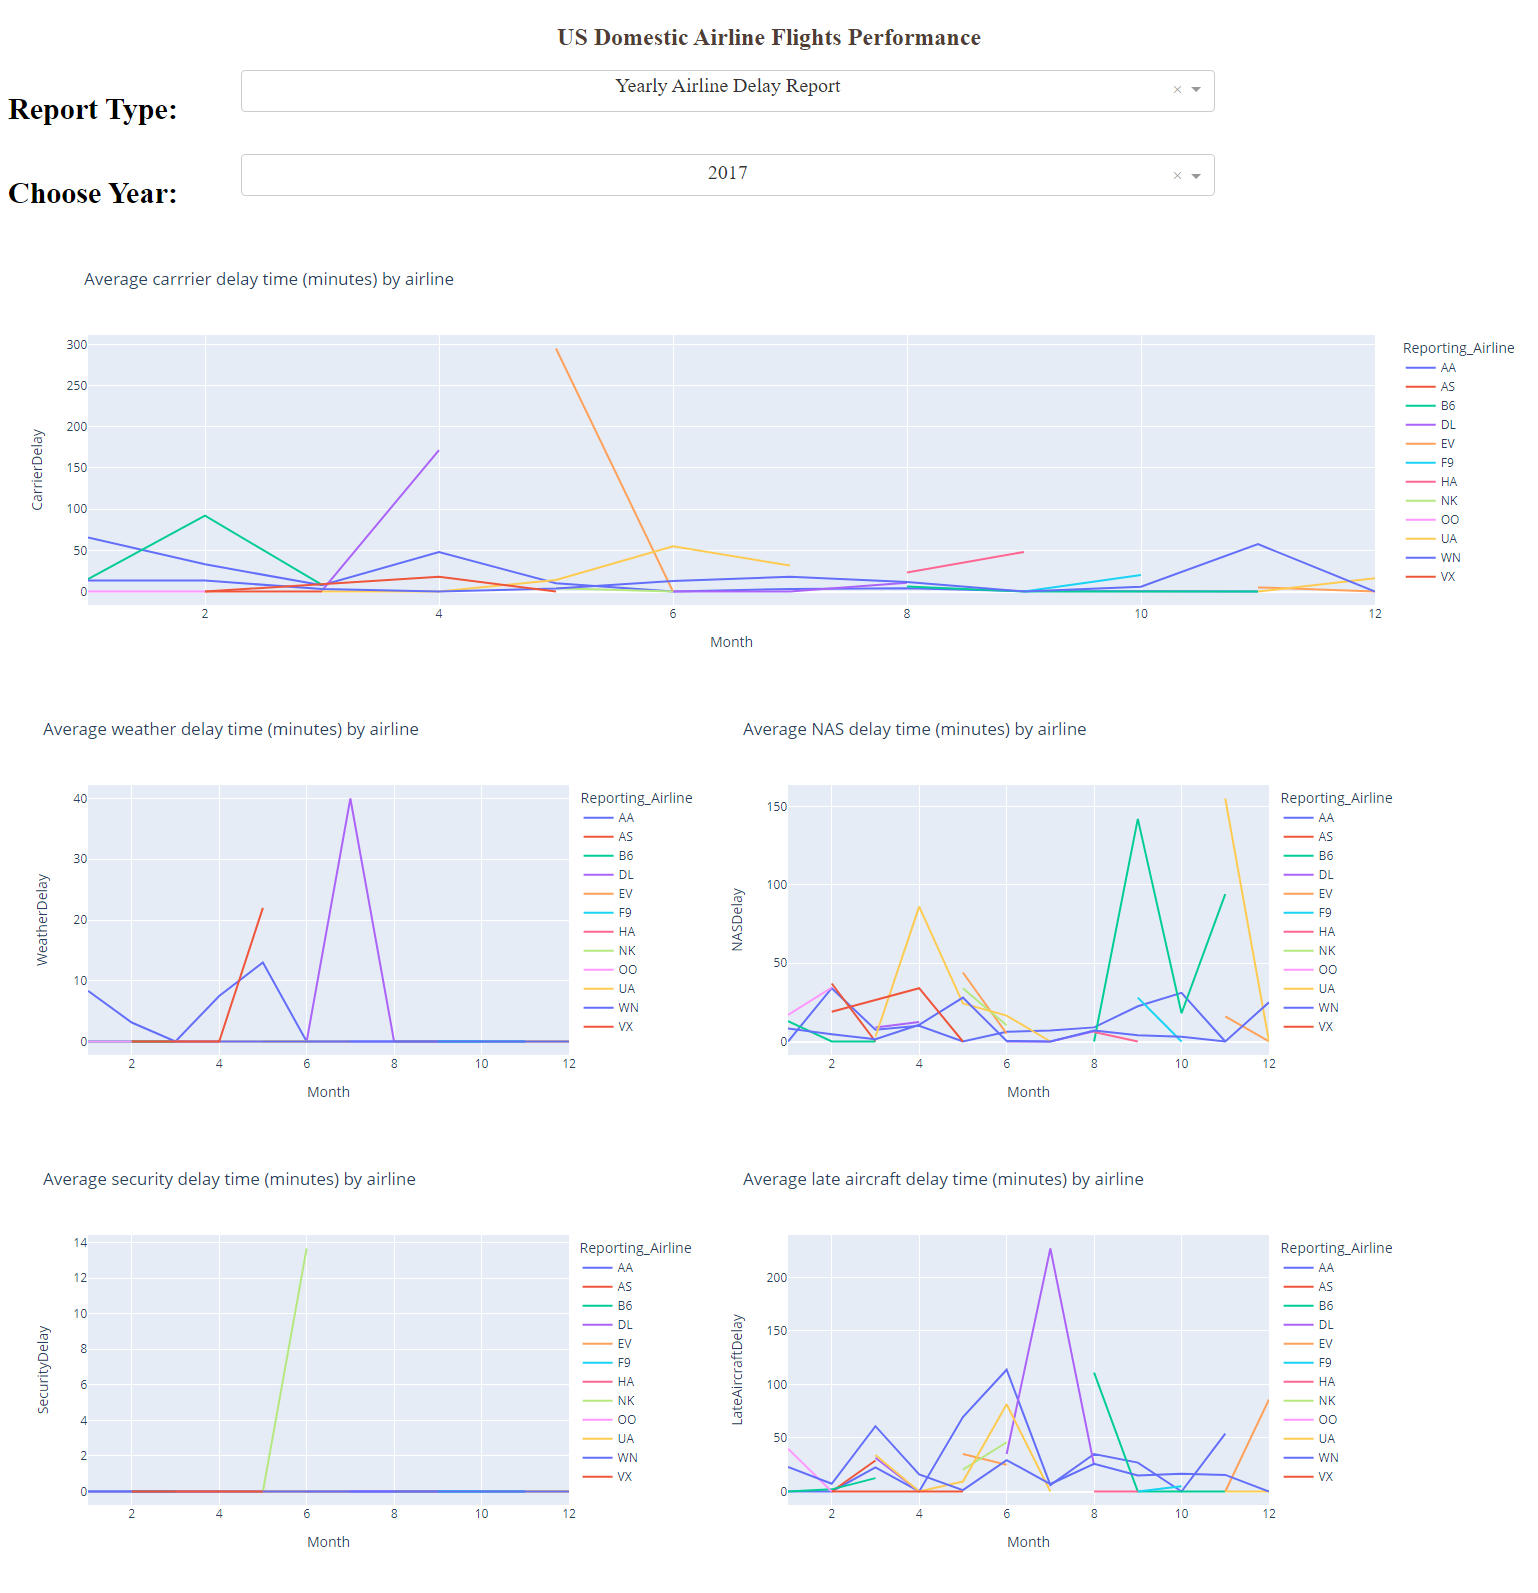 US Domestic Airline Flights Performance
Report Type:
Yearly Airline Delay Report
×
Choose Year:
2017
×
Average carrrier delay time (minutes) by airline
CarrierDelay
300
250
200
150
100
50
0
2 4 6 8 10 12
Month
Reporting_Airline
AA
AS
B6
DL
EV
F9
HA
NK
OO
UA
WN
VX
Average weather delay time (minutes) by airline
WeatherDelay
40
30
20
10
0
2 4 6 8 10 12
Month
Reporting_Airline
AA
AS
B6
DL
EV
F9
HA
NK
OO
UA
WN
VX
Average NAS delay time (minutes) by airline
NASDelay
150
100
50
0
2 4 6 8 10 12
Month
Reporting_Airline
AA
AS
B6
DL
EV
F9
HA
NK
OO
UA
WN
VX
Average security delay time (minutes) by airline
SecurityDelay
14
12
10
8
6
4
2
0
2 4 6 8 10 12
Month
Reporting_Airline
AA
AS
B6
DL
EV
F9
HA
NK
OO
UA
WN
VX
Average late aircraft delay time (minutes) by airline
LateAircraftDelay
200
150
100
50
0
2 4 6 8 10 12
Month
Reporting_Airline
AA
AS
B6
DL
EV
F9
HA
NK
OO
UA
WN
VX